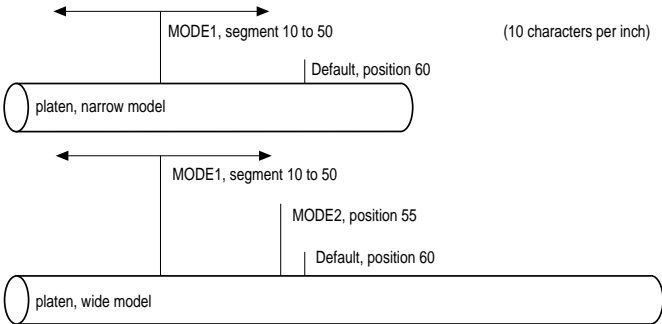 MODE1, segment 10 to 50
(10 characters per inch)
Default, position 60
platen, narrow model
MODE1, segment 10 to 50
MODE2, position 55
Default, position 60
platen, wide model